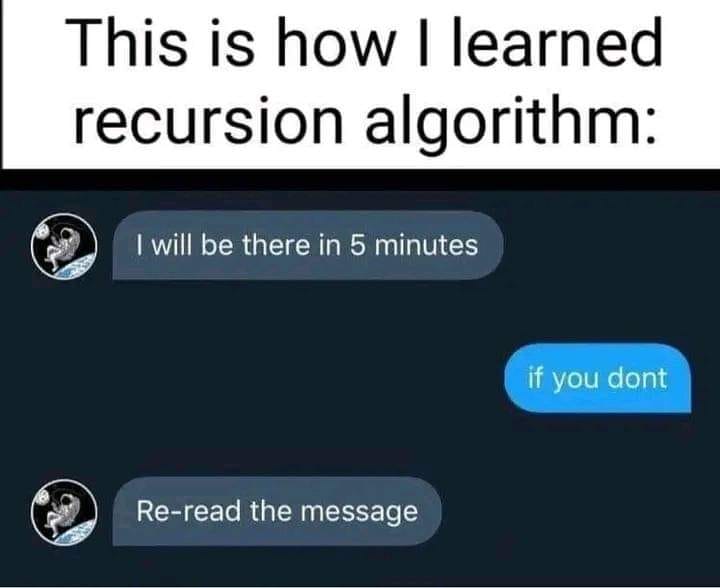 This is how I learned
recursion algorithm:
I will be there in 5 minutes
if you dont
Re-read the message